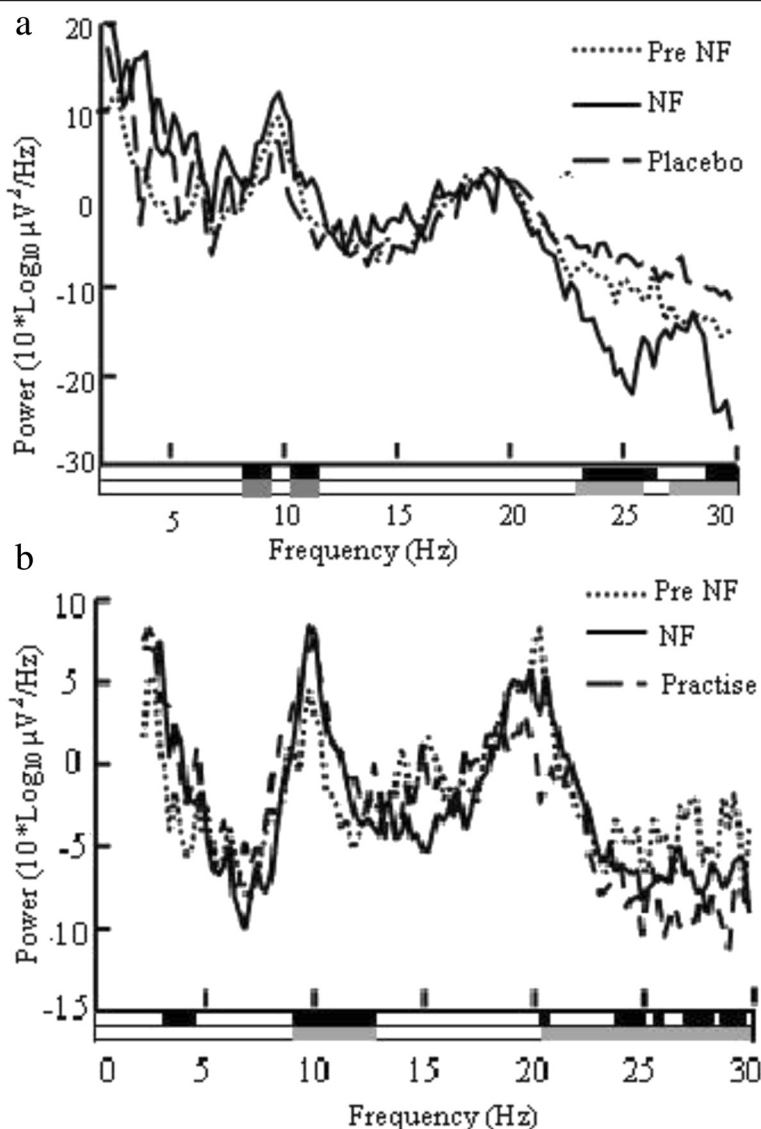 a
20
10
0
-10
-20
-30
Power (10*Log₁₀ μV²/Hz)
Pre NF
NF
Placebo
5 10 15 20 25 30
Frequency (Hz)
b
10
5
0
-5
-10
-15
Power (10*Log₁₀ μV²/Hz)
Pre NF
NF
Practise
0 5 10 15 20 25 30
Frequency (Hz)